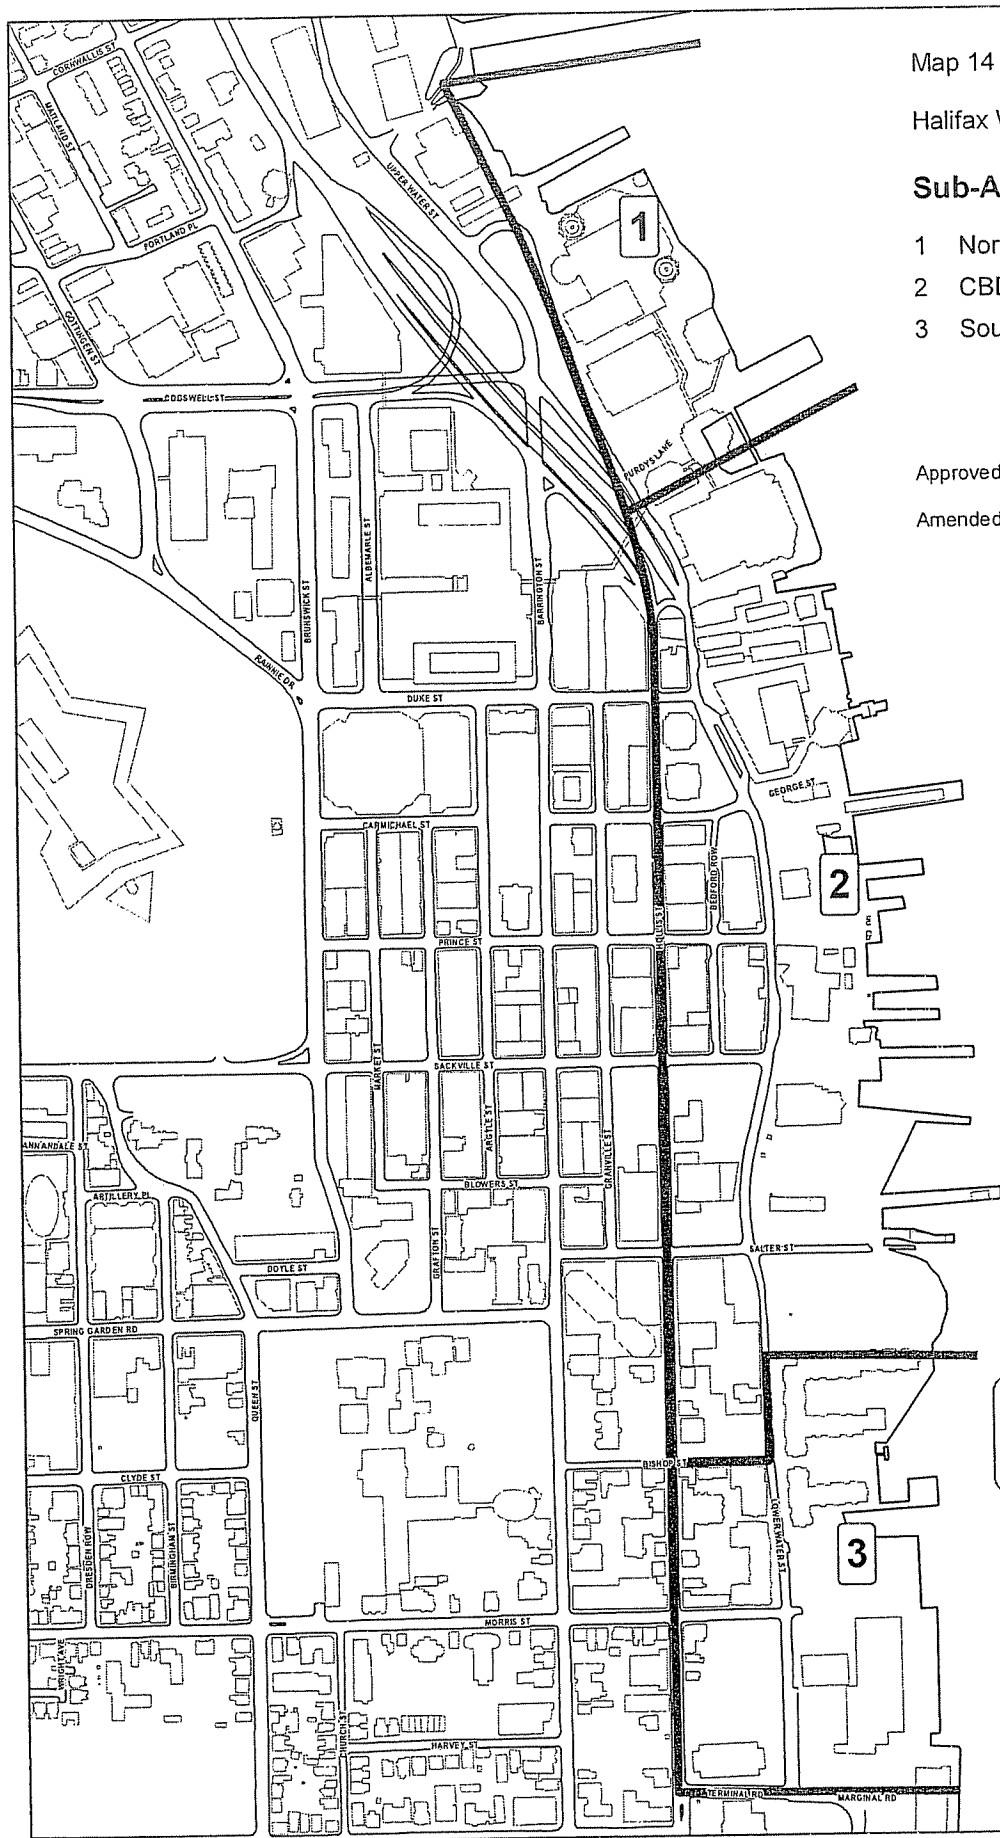 Map 14
Halifax
Sub-A
1 Nor
2 CBD
3 Sou
Approved
Amended
CORNWALLIS ST
MAITLAND ST
PORTLAND PL
GOTTINGEN ST
UPPER WATER ST
1
COGSWELL ST
PURDYS LANE
ALBEMARLE ST
BRUNSWICK ST
BARRINGTON ST
RAINNIE DR
DUKE ST
GEORGE ST
CARMICHAEL ST
BEDFORD ROW
2
HOLLIS ST
PRINCE ST
MARKET ST
SACKVILLE ST
ARGYLE ST
GRANVILLE ST
ANNANDALE ST
ARTILLERY PL
BLOWERS ST
GRAFTON ST
SALTER ST
DOYLE ST
SPRING GARDEN RD
QUEEN ST
BISHOP ST
CLYDE ST
DRESDEN ROW
BIRMINGHAM ST
LOWER WATER ST
3
MORRIS ST
WRIGHT AVE
CHURCH ST
HARVEY ST
TERMINAL RD
MARGINAL RD